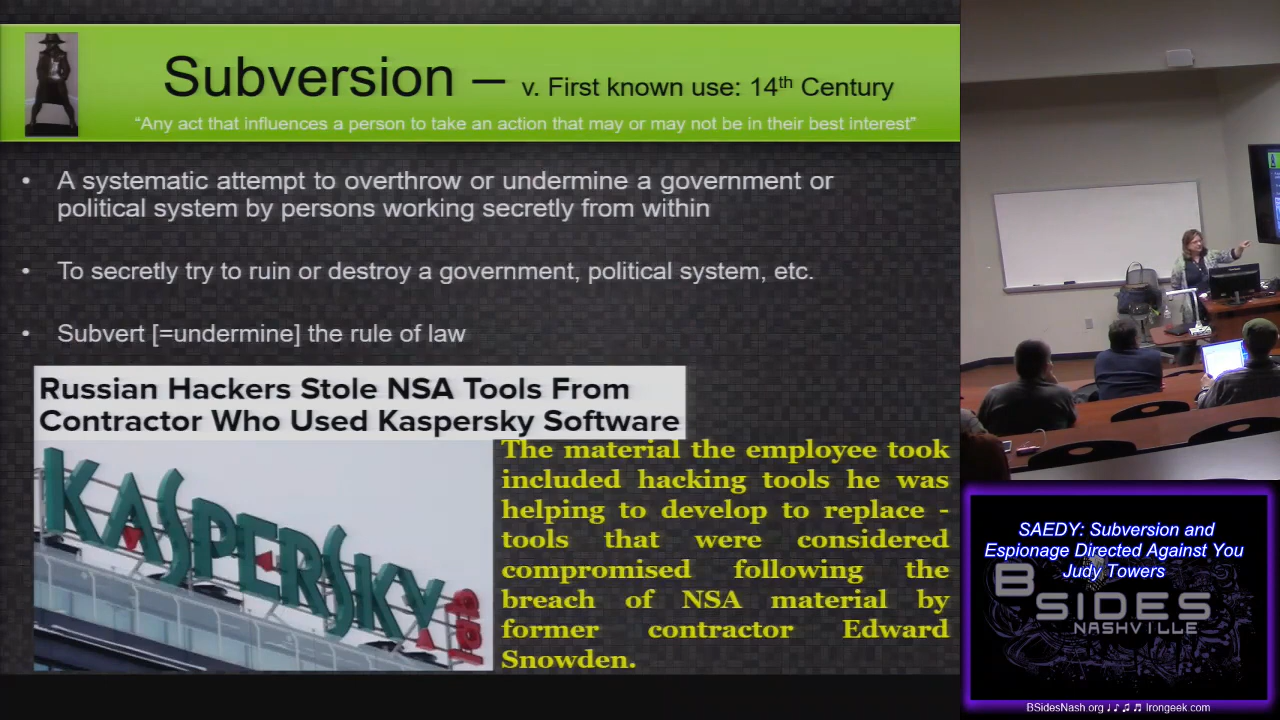 Subversion – v. First known use: 14th Century
“Any act that influences a person to take an action that may or may not be in their best interest”
• A systematic attempt to overthrow or undermine a government or
political system by persons working secretly from within
• To secretly try to ruin or destroy a government, political system, etc.
• Subvert [=undermine] the rule of law
Russian Hackers Stole NSA Tools From
Contractor Who Used Kaspersky Software
KASPERSKY
The material the employee took
included hacking tools he was
helping to develop to replace -
tools that were considered
compromised following the
breach of NSA material by
former contractor Edward
Snowden.
SAEDY: Subversion and
Espionage Directed Against You
Judy Towers
B
SIDES
NASHVILLE
BSidesNash.org ♩♪♫♬ Irongeek.com